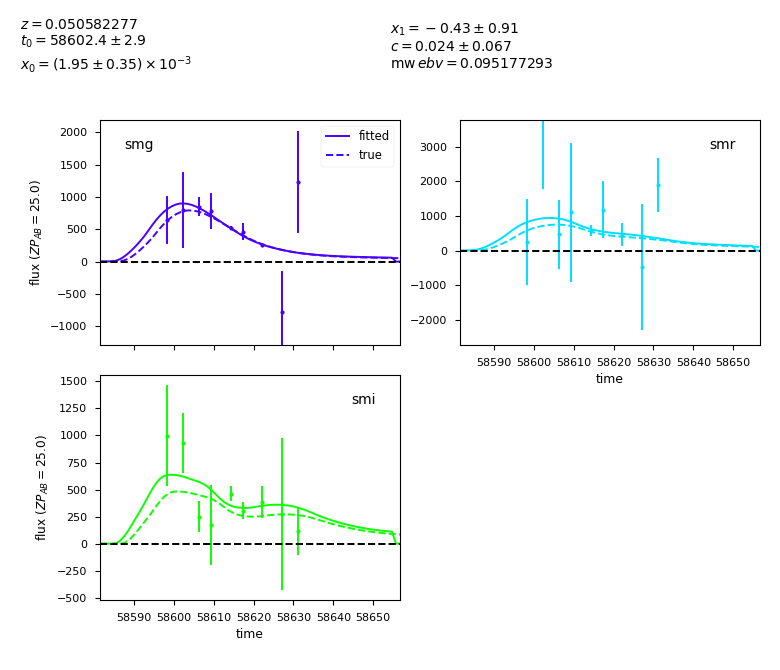 z = 0.050582277
t₀ = 58602.4 ± 2.9
x₀ = (1.95 ± 0.35) × 10⁻³
x₁ = − 0.43 ± 0.91
c = 0.024 ± 0.067
mw ebv = 0.095177293
smg
fitted
true
2000
1500
1000
500
0
−500
−1000
flux (ZP_AB = 25.0)
smr
3000
2000
1000
0
−1000
−2000
58590 58600 58610 58620 58630 58640 58650
time
smi
1500
1250
1000
750
500
250
0
−250
−500
flux (ZP_AB = 25.0)
58590 58600 58610 58620 58630 58640 58650
time